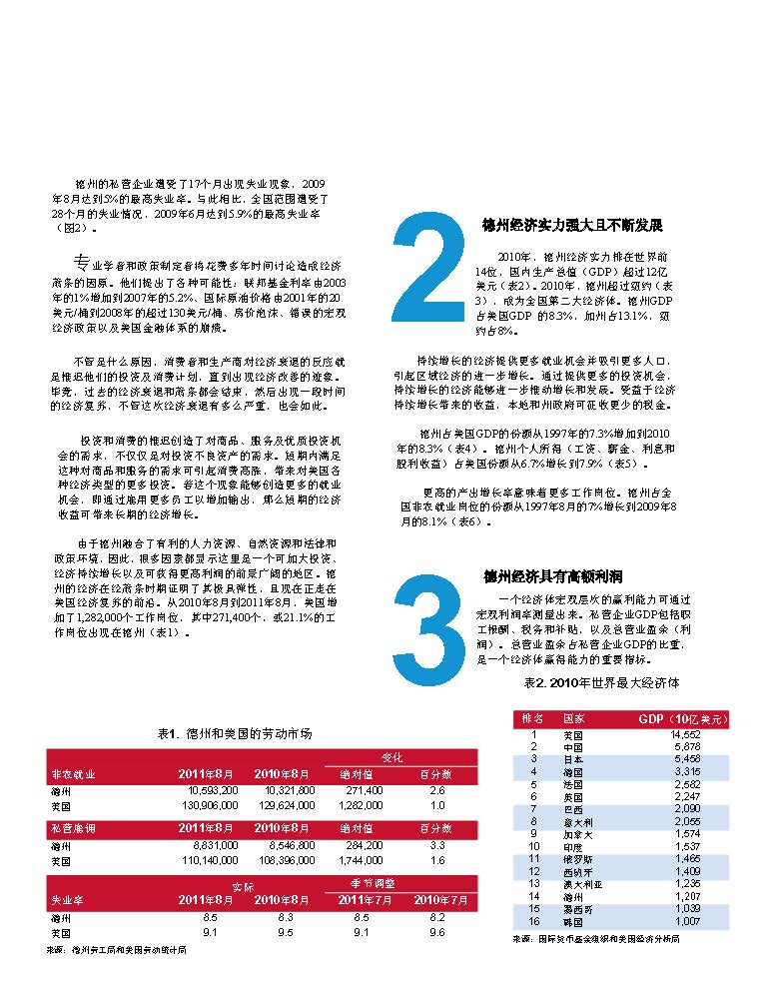 德州的私营企业遭受了17个月出现失业现象，2009
年8月达到5%的最高失业率。与此相比，全国范围遭受了
28个月的失业情况，2009年6月达到5.9%的最高失业率
（图2）。
专业学者和政策制定者将花费多年时间讨论造成经济
萧条的因原。他们提出了各种可能性：联邦基金利率由2003
年的1%增加到2007年的5.2%、国际原油价格由2001年的20
美元/桶到2008年的超过130美元/桶、房价泡沫、错误的宏观
经济政策以及美国金融体系的崩溃。
不管是什么原因，消费者和生产商对经济衰退的反应就
是推迟他们的投资及消费计划，直到出现经济改善的迹象。
毕竟，过去的经济衰退和萧条都会结束，然后出现一段时间
的经济复苏，不管这次经济衰退有多么严重，也会如此。
投资和消费的推迟创造了对商品、服务及优质投资机
会的需求，不仅仅是对投资不良资产的需求。短期内满足
这种对商品和服务的需求可引起消费高涨，带来对美国各
种经济类型的更多投资。若这个现象能够创造更多的就业
机会，即通过雇用更多员工以增加输出，那么短期的经济
收益可带来长期的经济增长。
由于德州融合了有利的人力资源、自然资源和法律和
政策环境，因此，很多因素都显示这里是一个可加大投资、
经济持续增长以及可获得更高利润的前景广阔的地区。德
州的经济在经萧条时期证明了其极具弹性，且现在正走在
美国经济复苏的前沿。从2010年8月到2011年8月，美国增
加了1,282,000个工作岗位，其中271,400个，或21.1%的工
作岗位出现在德州（表1）。
表1. 德州和美国的劳动市场
变化
非农就业 2011年8月 2010年8月 绝对值 百分数
德州 10,593,200 10,321,800 271,400 2.6
美国 130,906,000 129,624,000 1,282,000 1.0
私营雇佣 2011年8月 2010年8月 绝对值 百分数
德州 8,831,000 8,546,800 284,200 3.3
美国 110,140,000 108,396,000 1,744,000 1.6
实际 季节调整
失业率 2011年8月 2010年8月 2011年7月 2010年7月
德州 8.5 8.3 8.5 8.2
美国 9.1 9.5 9.1 9.6
来源：德州劳工局和美国劳动统计局
2
德州经济实力强大且不断发展
2010年，德州经济实力排在世界前
14位，国内生产总值（GDP）超过12亿
美元（表2）。2010年，德州超过纽约（表
3），成为全国第二大经济体。德州GDP
占美国GDP 的8.3%，加州占13.1%，纽
约占8%。
持续增长的经济提供更多就业机会并吸引更多人口，
引起区域经济的进一步增长。通过提供更多的投资机会，
持续增长的经济能够进一步推动增长和发展。受益于经济
持续增长带来的收益，本地和州政府可征收更少的税金。
德州占美国GDP的份额从1997年的7.3%增加到2010
年的8.3%（表4）。德州个人所得（工资、薪金、利息和
股利收益）占美国份额从6.7%增长到7.9%（表5）。
更高的产出增长率意味着更多工作岗位。德州占全
国非农就业岗位的份额从1997年8月的7%增长到2009年8
月的8.1%（表6）。
3
德州经济具有高额利润
一个经济体宏观层次的赢利能力可通过
宏观利润率测量出来。私营企业GDP包括职
工报酬、税务和补贴，以及总营业盈余（利
润）。总营业盈余占私营企业GDP的比重，
是一个经济体赢得能力的重要指标。
表2. 2010年世界最大经济体
排名 国家 GDP（10亿美元）
1 美国 14,552
2 中国 5,878
3 日本 5,458
4 德国 3,315
5 法国 2,582
6 英国 2,247
7 巴西 2,090
8 意大利 2,055
9 加拿大 1,574
10 印度 1,537
11 俄罗斯 1,465
12 西班牙 1,409
13 澳大利亚 1,235
14 德州 1,207
15 墨西哥 1,039
16 韩国 1,007
来源：国际货币基金组织和美国经济分析局